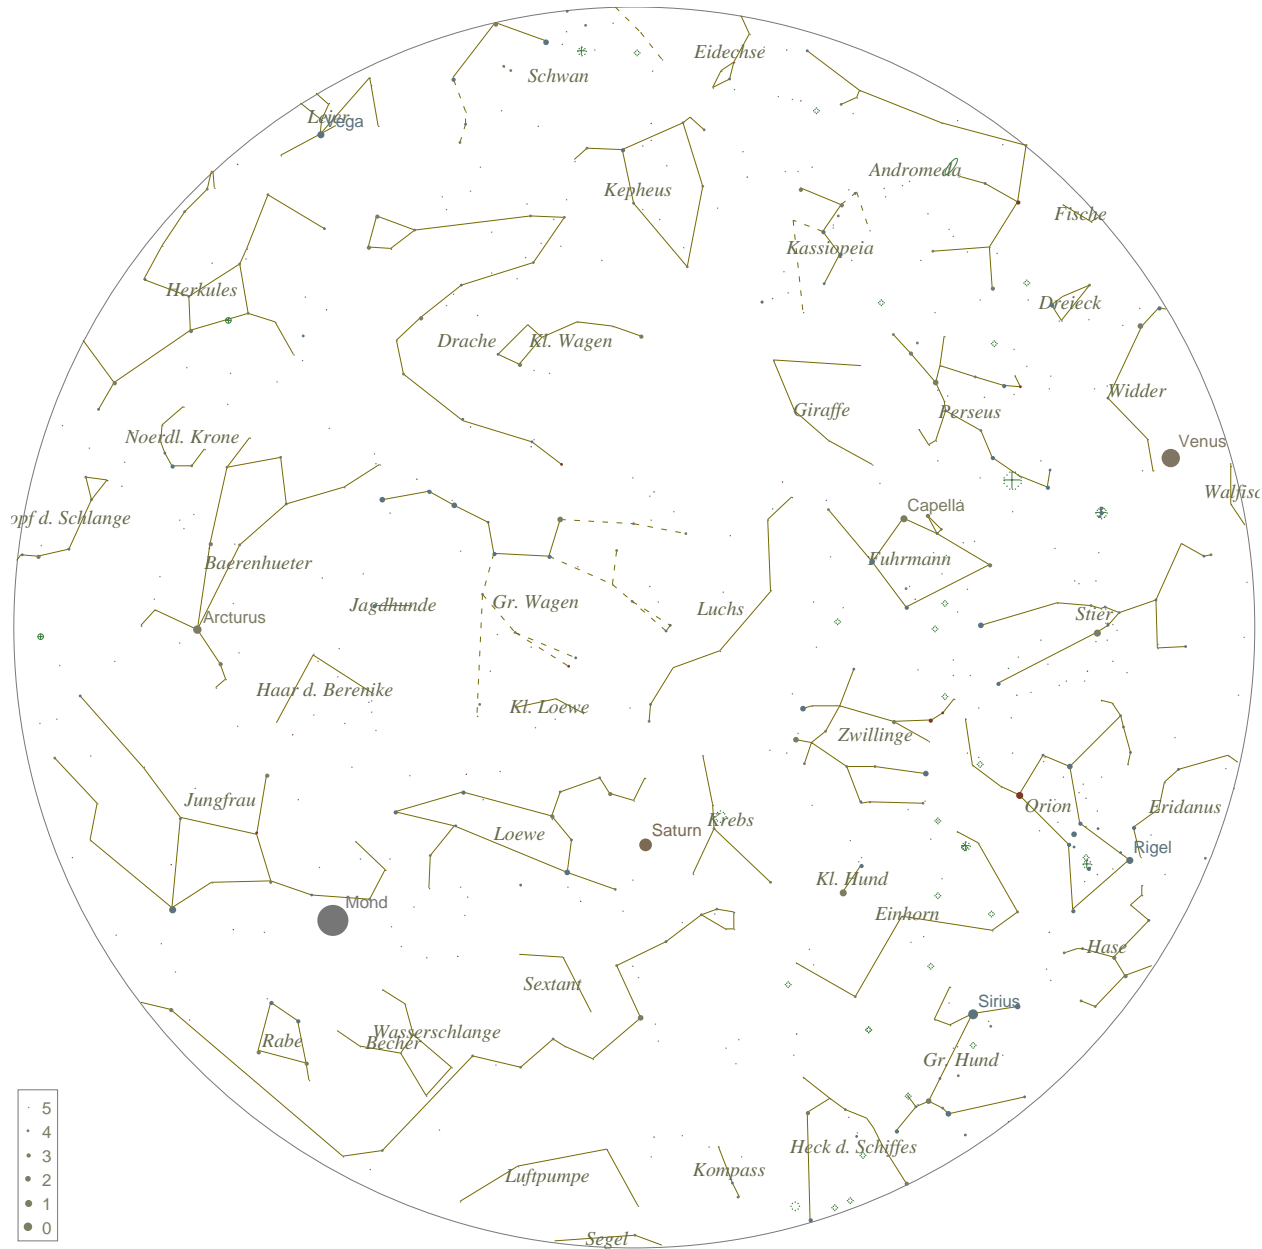 Eidechse
Schwan
Leier
Vega
Andromeda
Kepheus
Fische
Kassiopeia
Herkules
Dreieck
Drache
Kl. Wagen
Widder
Giraffe
Perseus
Noerdl. Krone
Venus
Walfisc
Capella
opf d. Schlange
Baerenhueter
Fuhrmann
Jagdhunde
Gr. Wagen
Luchs
Stier
Arcturus
Haar d. Berenike
Kl. Loewe
Zwillinge
Jungfrau
Orion
Eridanus
Loewe
Saturn
Krebs
Rigel
Kl. Hund
Mond
Einhorn
Hase
Sextant
Sirius
Rabe
Wasserschlange
Becher
Gr. Hund
5
4
3
2
1
0
Heck d. Schiffes
Luftpumpe
Kompass
Segel